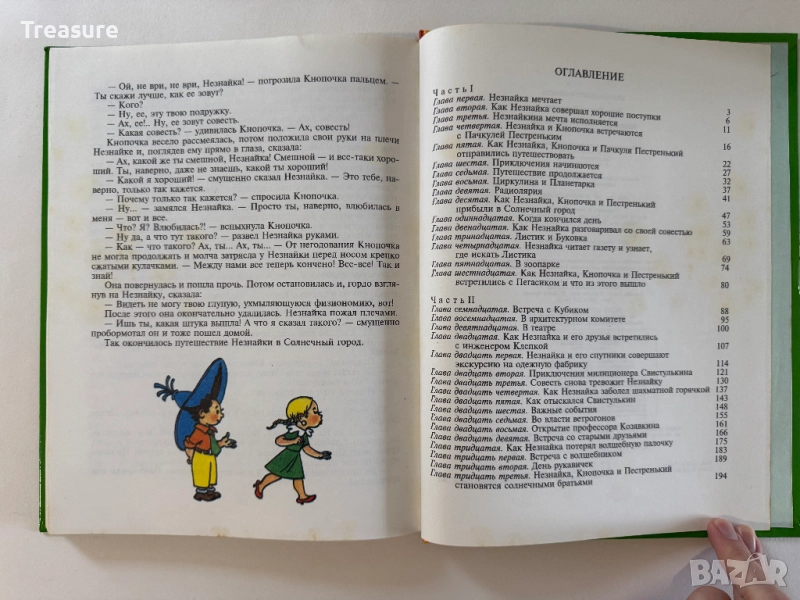 Treasure
— Ой, не ври, не ври, Незнайка! — погрозила Кнопочка пальцем. —
Ты скажи лучше, как ее зовут?
— Кого?
— Ну, ее, эту твою подружку.
— Ах, ее!.. Ну, ее зовут совесть.
— Какая совесть? — удивилась Кнопочка. — Ах, совесть!
Кнопочка весело рассмеялась, потом положила свои руки на плечи
Незнайке и, поглядев ему прямо в глаза, сказала:
— Ах, какой же ты смешной, Незнайка! Смешной — и все-таки хоро-
ший. Ты, наверно, даже не знаешь, какой ты хороший!
— Какой я хороший! — смущенно сказал Незнайка. — Это тебе, на-
верно, только так кажется.
— Почему только так кажется? — спросила Кнопочка.
— Ну... — замялся Незнайка. — Просто ты, наверно, влюбилась в
меня — вот и все.
— Что? Я? Влюбилась?! — вспыхнула Кнопочка.
— Ну да, а что тут такого? — развел Незнайка руками.
— Как — что такого? Ах, ты... Ах, ты... — От негодования Кнопочка
не могла продолжать и молча затрясла у Незнайки перед носом крепко
сжатыми кулачками. — Между нами все теперь кончено! Все-все! Так и
знай!
Она повернулась и пошла прочь. Потом остановилась и, гордо взгля-
нув на Незнайку, сказала:
— Видеть не могу твою глупую, ухмыляющуюся физиономию, вот!
После этого она окончательно удалилась. Незнайка пожал плечами.
— Ишь ты, какая штука вышла! А что я сказал такого? — смущенно
пробормотал он и тоже пошел домой.
Так окончилось путешествие Незнайки в Солнечный город.
ОГЛАВЛЕНИЕ
Часть I
Глава первая. Незнайка мечтает 3
Глава вторая. Как Незнайка совершал хорошие поступки 6
Глава третья. Незнайкина мечта исполняется 11
Глава четвертая. Незнайка и Кнопочка встречаются
с Пачкулей Пестреньким 16
Глава пятая. Как Незнайка, Кнопочка и Пачкуля Пестренький
отправились путешествовать 22
Глава шестая. Приключения начинаются 27
Глава седьмая. Путешествие продолжается 32
Глава восьмая. Циркулина и Планетарка 37
Глава девятая. Радиолярия 41
Глава десятая. Как Незнайка, Кнопочка и Пестренький
прибыли в Солнечный город 47
Глава одиннадцатая. Когда кончился день 53
Глава двенадцатая. Как Незнайка разговаривал со своей совестью 59
Глава тринадцатая. Листик и Буковка 63
Глава четырнадцатая. Незнайка читает газету и узнает,
где искать Листика 69
Глава пятнадцатая. В зоопарке 74
Глава шестнадцатая. Как Незнайка, Кнопочка и Пестренький
встретились с Пегасиком и что из этого вышло 80
Часть II
Глава семнадцатая. Встреча с Кубиком 88
Глава восемнадцатая. В архитектурном комитете 95
Глава девятнадцатая. В театре 100
Глава двадцатая. Как Незнайка и его друзья встретились
с инженером Клепкой 107
Глава двадцать первая. Незнайка и его спутники совершают
экскурсию на одежную фабрику 114
Глава двадцать вторая. Приключения милиционера Свистулькина 121
Глава двадцать третья. Совесть снова тревожит Незнайку 130
Глава двадцать четвертая. Как Незнайка заболел шахматной горячкой 137
Глава двадцать пятая. Как отыскался Свистулькин 143
Глава двадцать шестая. Важные события 148
Глава двадцать седьмая. Во власти ветрогонов 155
Глава двадцать восьмая. Открытие профессора Козявкина 161
Глава двадцать девятая. Встреча со старыми друзьями 166
Глава тридцатая. Как Незнайка потерял волшебную палочку 175
Глава тридцать первая. Встреча с волшебником 183
Глава тридцать вторая. День рукавичек 189
Глава тридцать третья. Незнайка, Кнопочка и Пестренький
становятся солнечными братьями 194
BAZAR